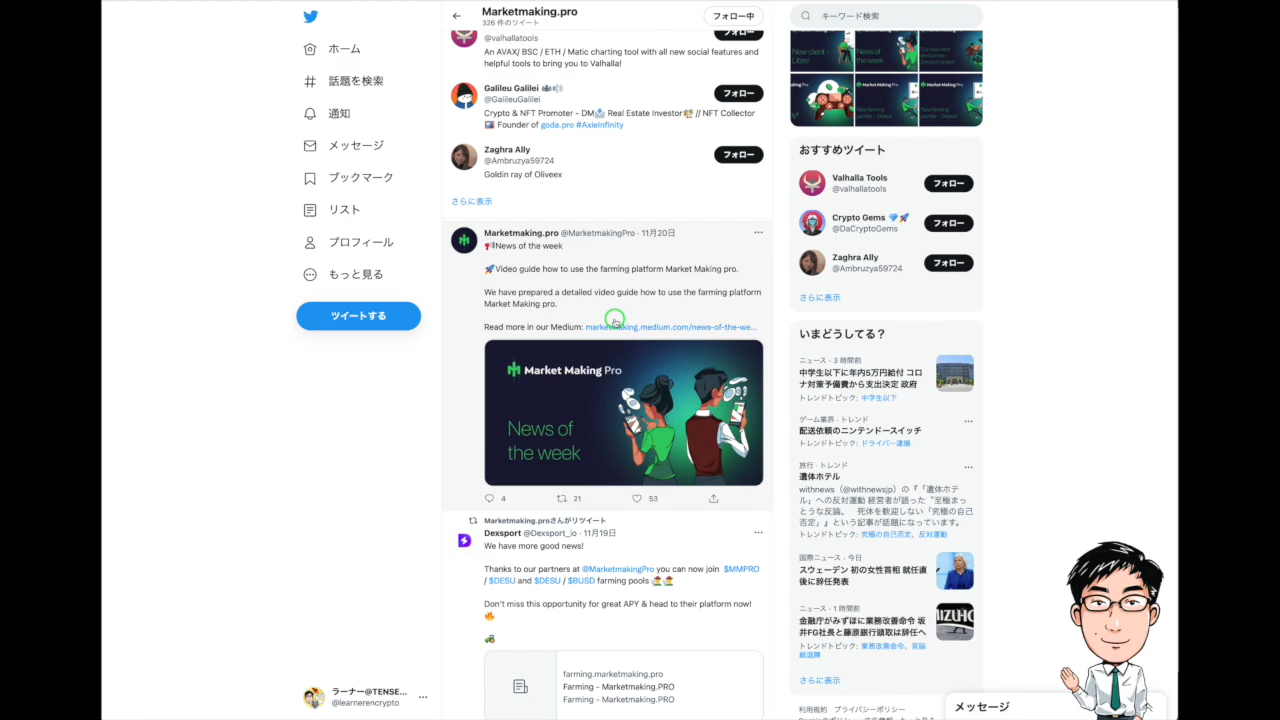 ホーム
話題を検索
通知
メッセージ
ブックマーク
リスト
プロフィール
もっと見る
ツイートする
ラーナー@TENSE...
@learnerencrypto
Marketmaking.pro
326 件のツイート
フォロー中
@valhallatools
フォロー
An AVAX/ BSC / ETH / Matic charting tool with all new social features and
helpful tools to bring you to Valhalla!
Galileu Galilei
@GalileuGalilei
フォロー
Crypto & NFT Promoter - DM📩 Real Estate Investor🏡 // NFT Collector
🌆 Founder of goda.pro #AxieInfinity
Zaghra Ally
@Ambruzya59724
フォロー
Goldin ray of Oliveex
さらに表示
Marketmaking.pro @MarketmakingPro · 11月20日
📢News of the week
🚀Video guide how to use the farming platform Market Making pro.
We have prepared a detailed video guide how to use the farming platform
Market Making pro.
Read more in our Medium: marketmaking.medium.com/news-of-the-we...
Market Making Pro
News of
the week
4
21
53
Marketmaking.proさんがリツイート
Dexsport @Dexsport_io · 11月19日
We have more good news!
Thanks to our partners at @MarketmakingPro you can now join $MMPRO
/ $DESU and $DESU / $BUSD farming pools 👨‍🌾👨‍🌾
Don't miss this opportunity for great APY & head to their platform now!
🔥
🚜
farming.marketmaking.pro
Farming - Marketmaking.PRO
Farming - Marketmaking.PRO
キーワード検索
New client -
Libre!
News of
the week
Market Making Pro
Market Making Pro
おすすめツイート
Valhalla Tools
@valhallatools
フォロー
Crypto Gems 💎🚀
@DaCryptoGems
フォロー
Zaghra Ally
@Ambruzya59724
フォロー
さらに表示
いまどうしてる？
ニュース · 3 時間前
中学生以下に年内5万円給付 コロ
ナ対策予備費から支出決定 政府
トレンドトピック: 中学生以下
ゲーム業界 · トレンド
配送依頼のニンテンドースイッチ
トレンドトピック: ドライバー逮捕
旅行 · トレンド
遺体ホテル
withnews（@withnewsjp）の『「遺体ホテ
ル」への反対運動 経営者が語った〝至極まっ
とうな反論〟 死体を歓迎しない「究極の自己
否定」』という記事が話題になっています。
トレンドトピック: 究極の自己否定、反対運動
国際ニュース · 今日
スウェーデン 初の女性首相 就任直
後に辞任発表
ニュース · 1 時間前
金融庁がみずほに業務改善命令 坂
井FG社長と藤原銀行頭取は辞任へ
トレンドトピック: 業務改善命令、首脳
総退陣
MIZUHO
さらに表示
利用規約 プライバシーポリシー
メッセージ